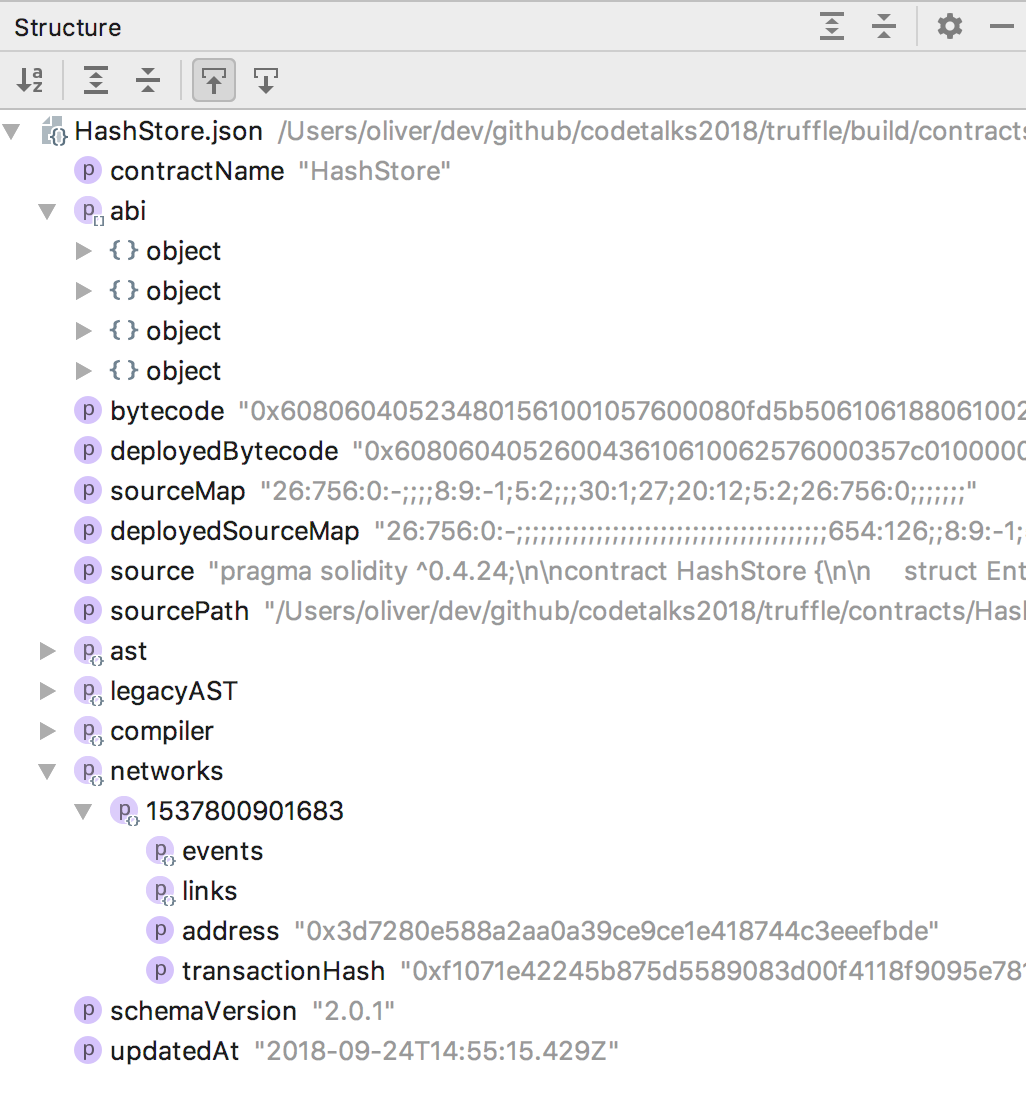 Structure
HashStore.json /Users/oliver/dev/github/codetalks2018/truffle/build/contracts
p contractName "HashStore"
p abi
{} object
{} object
{} object
{} object
p bytecode "0x608060405234801561001057600080fd5b506106188061002
p deployedBytecode "0x60806040526004361061006257​6000357c0100000
p sourceMap "26:756:0:-;;;;8:9:-1;5:2;;;30:1;27;20:12;5:2;26:756:0;;;;;;;"
p deployedSourceMap "26:756:0:-;;;;;;;;;;;;;;;;;;;;;;;;;;;;;;;;;;;;;;;654:126;;8:9:-1;
p source "pragma solidity ^0.4.24;\n\ncontract HashStore {\n\n    struct Ent
p sourcePath "/Users/oliver/dev/github/codetalks2018/truffle/contracts/Hash
p ast
p legacyAST
p compiler
p networks
p 1537800901683
p events
p links
p address "0x3d7280e588a2aa0a39ce9ce1e418744c3eeefbde"
p transactionHash "0xf1071e42245b875d5589083d00f4118f9095e781
p schemaVersion "2.0.1"
p updatedAt "2018-09-24T14:55:15.429Z"